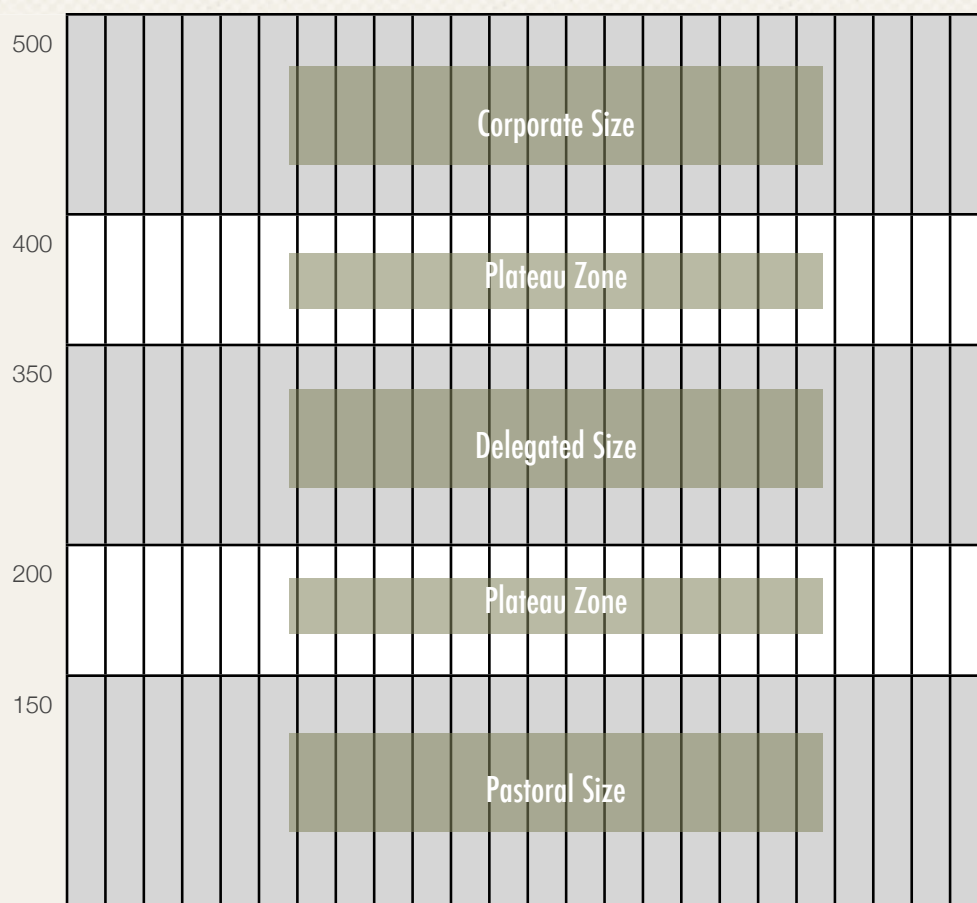 500
Corporate Size
400
Plateau Zone
350
Delegated Size
200
Plateau Zone
150
Pastoral Size